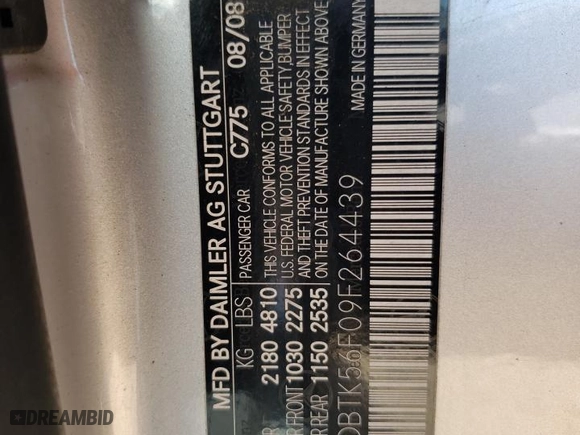 MFD BY DAIMLER AG STUTTGART
KG LBS PASSENGER CAR C775 08/08
2180 4810 THIS VEHICLE CONFORMS TO ALL APPLICABLE
FRONT 1030 2275 U.S. FEDERAL MOTOR VEHICLE SAFETY, BUMPER
REAR 1150 2535 AND THEFT PREVENTION STANDARDS IN EFFECT
ON THE DATE OF MANUFACTURE SHOWN ABOVE
DBTK56F09F264439 MADE IN GERMANY
DREAMBID